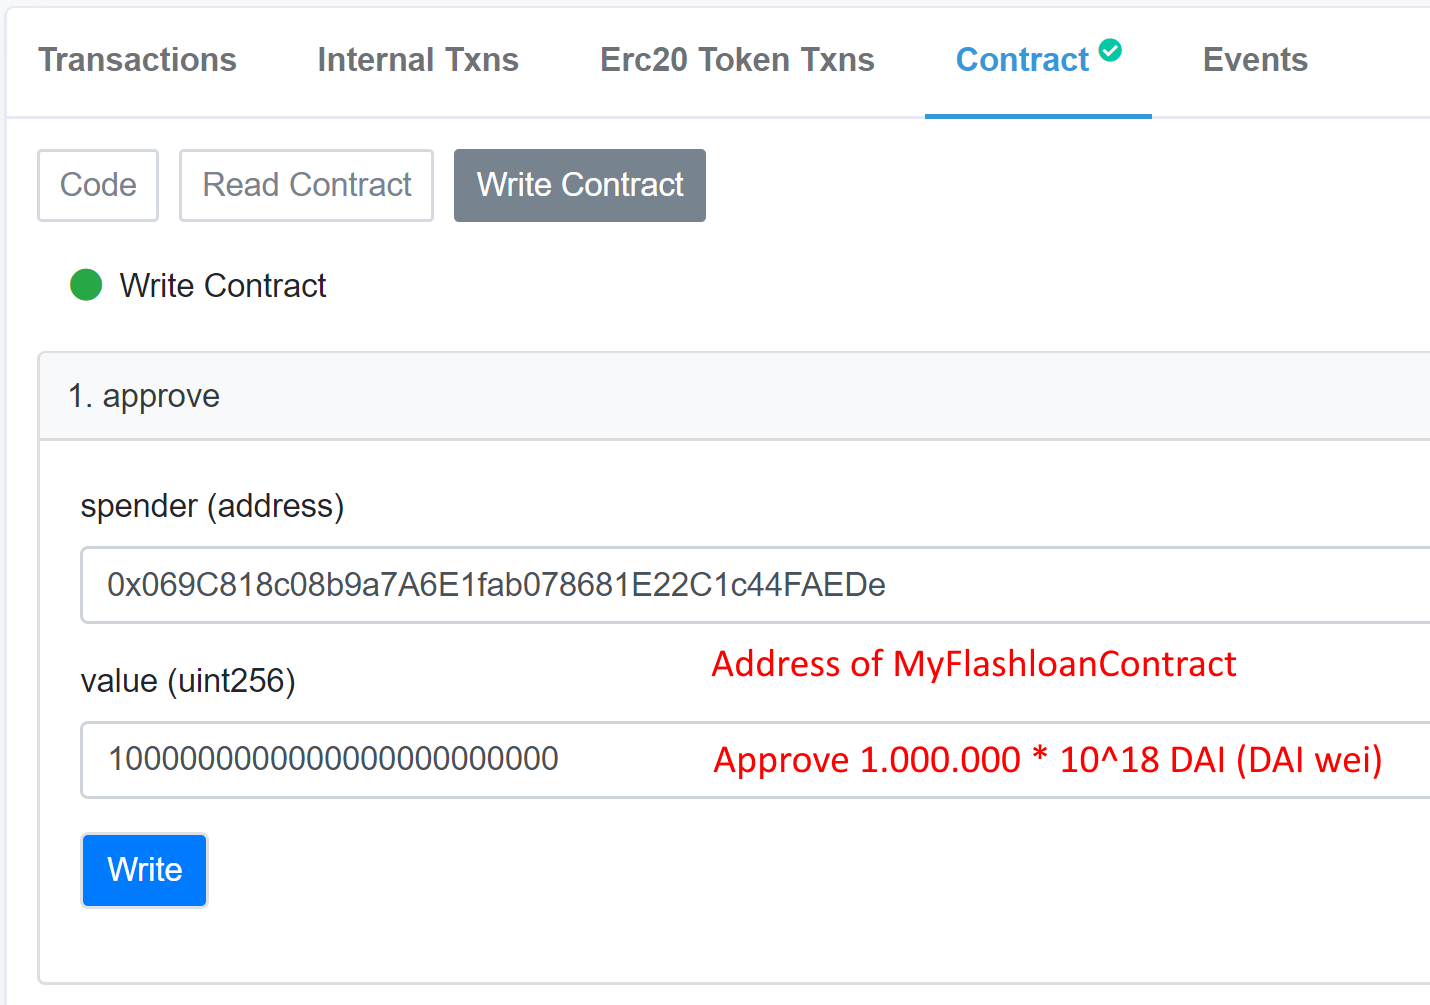 Transactions
Internal Txns
Erc20 Token Txns
Contract
Events
Code
Read Contract
Write Contract
Write Contract
1. approve
spender (address)
0x069C818c08b9a7A6E1fab078681E22C1c44FAEDe
Address of MyFlashloanContract
value (uint256)
1000000000000000000000000
Approve 1.000.000 * 10^18 DAI (DAI wei)
Write